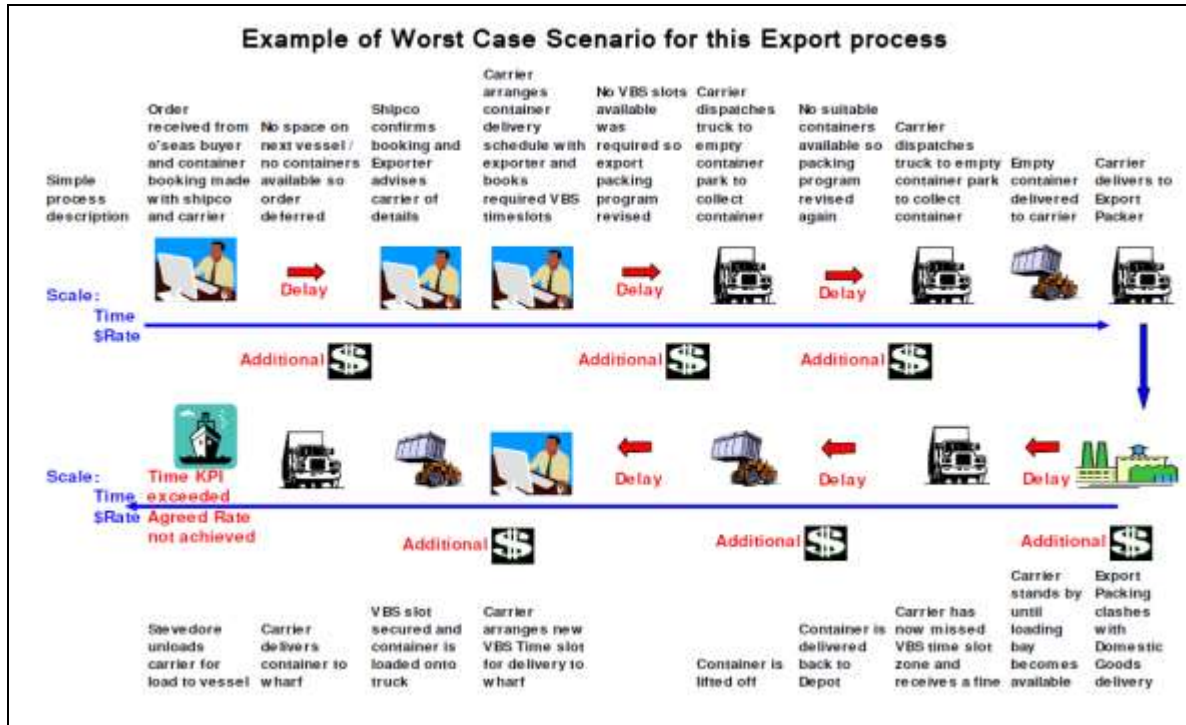 Example of Worst Case Scenario for this Export process
Simple
process
description
Order
received from
o'seas buyer
and container
booking made
with shipco
and carrier
No space on
next vessel /
no containers
available so
order
deferred
Shipco
confirms
booking and
Exporter
advises
carrier of
details
Carrier
arranges
container
delivery
schedule with
exporter and
books
required VBS
timeslots
No VBS slots
available
was
required so
export
packing
program
revised
Carrier
dispatches
truck to
empty
container
park to
collect
container
No suitable
containers
available so
packing
program
revised
again
Carrier
dispatches
truck to empty
container park
to collect
container
Empty
container
delivered
to carrier
Carrier
delivers to
Export
Packer
Delay
Delay
Delay
Scale:
Time
$Rate
Additional $
Additional $
Additional $
Scale:
Time
$Rate
Time KPI
exceeded
Agreed Rate
not achieved
Delay
Delay
Delay
Additional $
Additional $
Additional $
Stevedore
unloads
carrier for
load to vessel
Carrier
delivers
container to
wharf
VBS slot
secured and
container is
loaded onto
truck
Carrier
arranges new
VBS Time slot
for delivery to
wharf
Container is
lifted off
Container is
delivered
back to
Depot
Carrier has
now missed
VBS time slot
zone and
receives a fine
Carrier
stands by
until
loading
bay
becomes
available
Export
Packing
clashes
with
Domestic
Goods
delivery